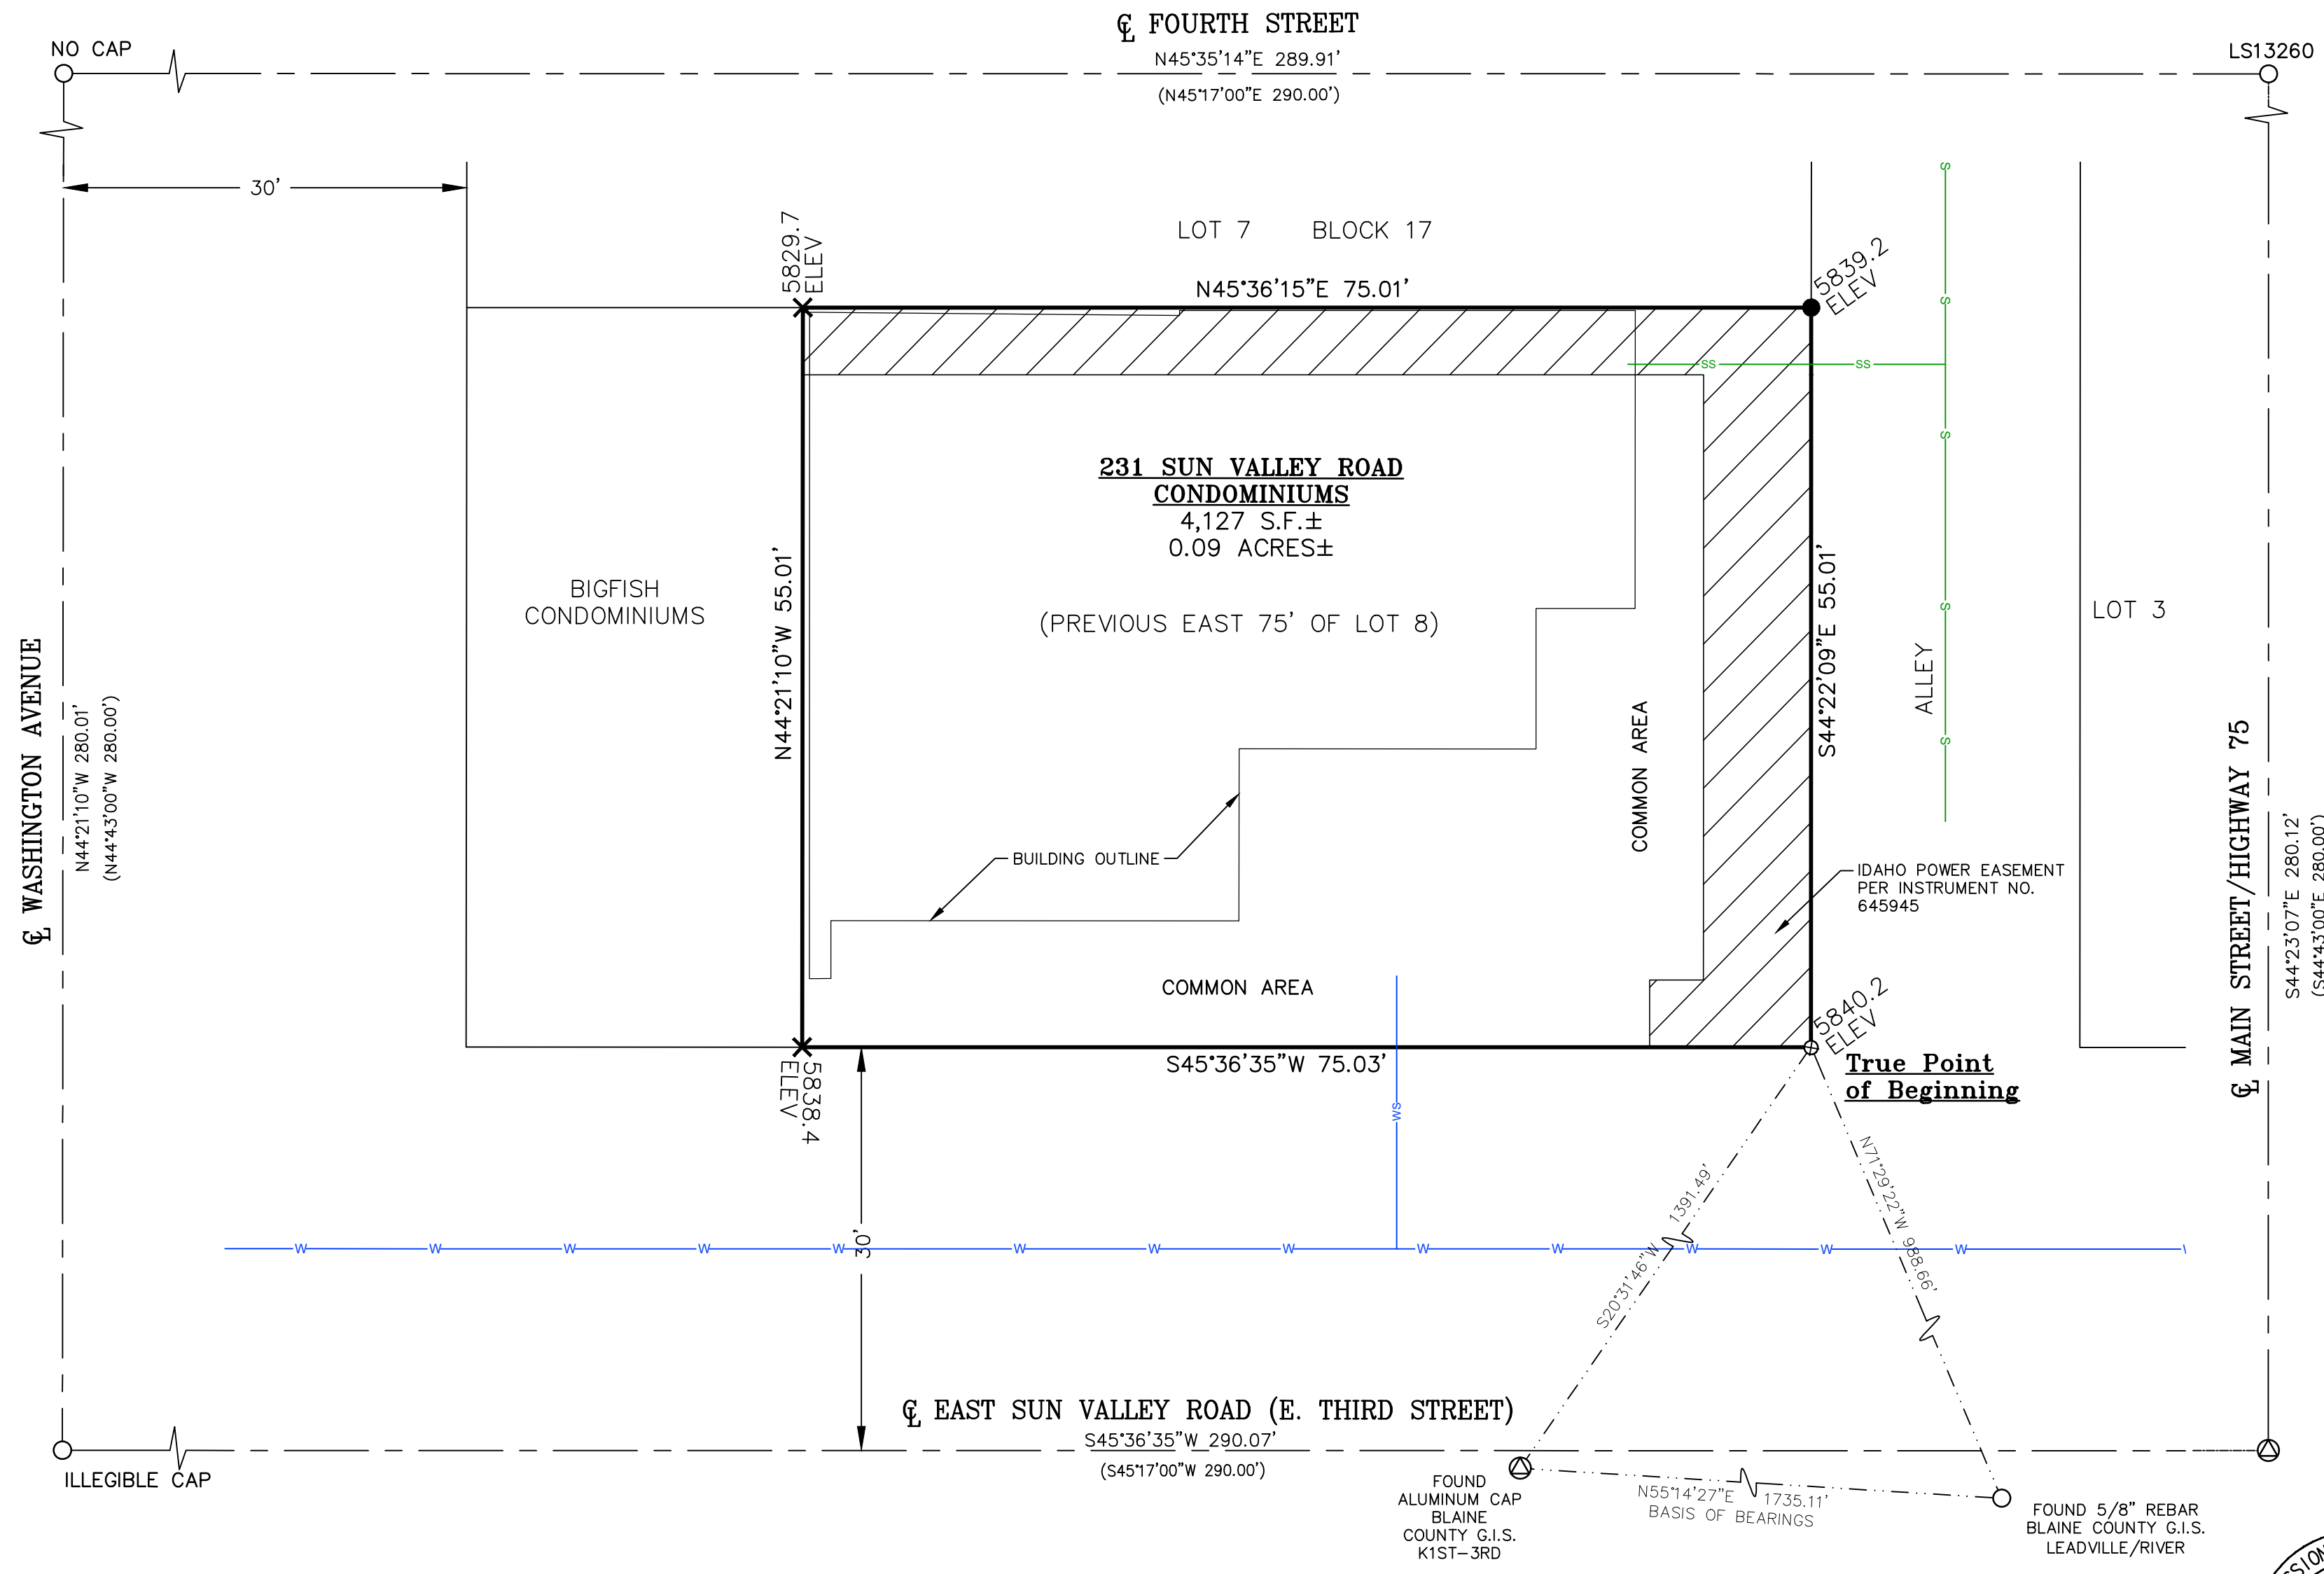 ℄ FOURTH STREET
N45°35'14"E 289.91'
(N45°17'00"E 290.00')
NO CAP
LS13260
30'
LOT 7 BLOCK 17
5829.7
ELEV
5839.2
ELEV
N45°36'15"E 75.01'
S
S
SS
SS
S
231 SUN VALLEY ROAD
CONDOMINIUMS
4,127 S.F.±
0.09 ACRES±
(PREVIOUS EAST 75' OF LOT 8)
BIGFISH
CONDOMINIUMS
N44°21'10"W 55.01'
S44°22'09"E 55.01'
S
S
ALLEY
LOT 3
℄ WASHINGTON AVENUE
N44°21'10"W 280.01'
(N44°43'00"W 280.00')
℄ MAIN STREET/HIGHWAY 75
S44°23'07"E 280.12'
(S44°43'00"E 280.00')
COMMON AREA
BUILDING OUTLINE
IDAHO POWER EASEMENT
PER INSTRUMENT NO.
645945
COMMON AREA
5838.4
ELEV
5840.2
ELEV
S45°36'35"W 75.03'
True Point
of Beginning
WS
30'
W W W W W W W W W W W W W
S20°31'46"W 1391.49'
N71°29'22"W 988.66'
℄ EAST SUN VALLEY ROAD (E. THIRD STREET)
S45°36'35"W 290.07'
(S45°17'00"W 290.00')
ILLEGIBLE CAP
FOUND
ALUMINUM CAP
BLAINE
COUNTY G.I.S.
K1ST-3RD
N55°14'27"E 1735.11'
BASIS OF BEARINGS
FOUND 5/8" REBAR
BLAINE COUNTY G.I.S.
LEADVILLE/RIVER